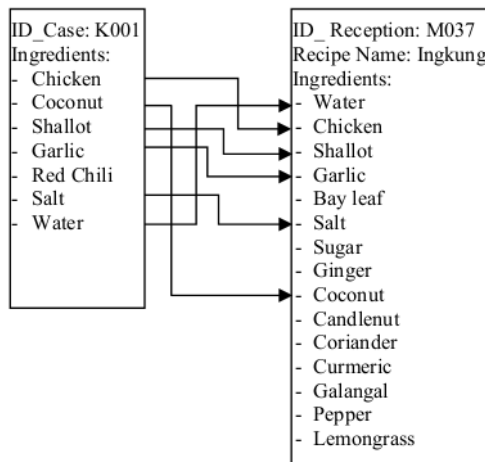 ID_Case: K001
Ingredients:
- Chicken
- Coconut
- Shallot
- Garlic
- Red Chili
- Salt
- Water
ID_ Reception: M037
Recipe Name: Ingkung
Ingredients:
- Water
- Chicken
- Shallot
- Garlic
- Bay leaf
- Salt
- Sugar
- Ginger
- Coconut
- Candlenut
- Coriander
- Curmeric
- Galangal
- Pepper
- Lemongrass